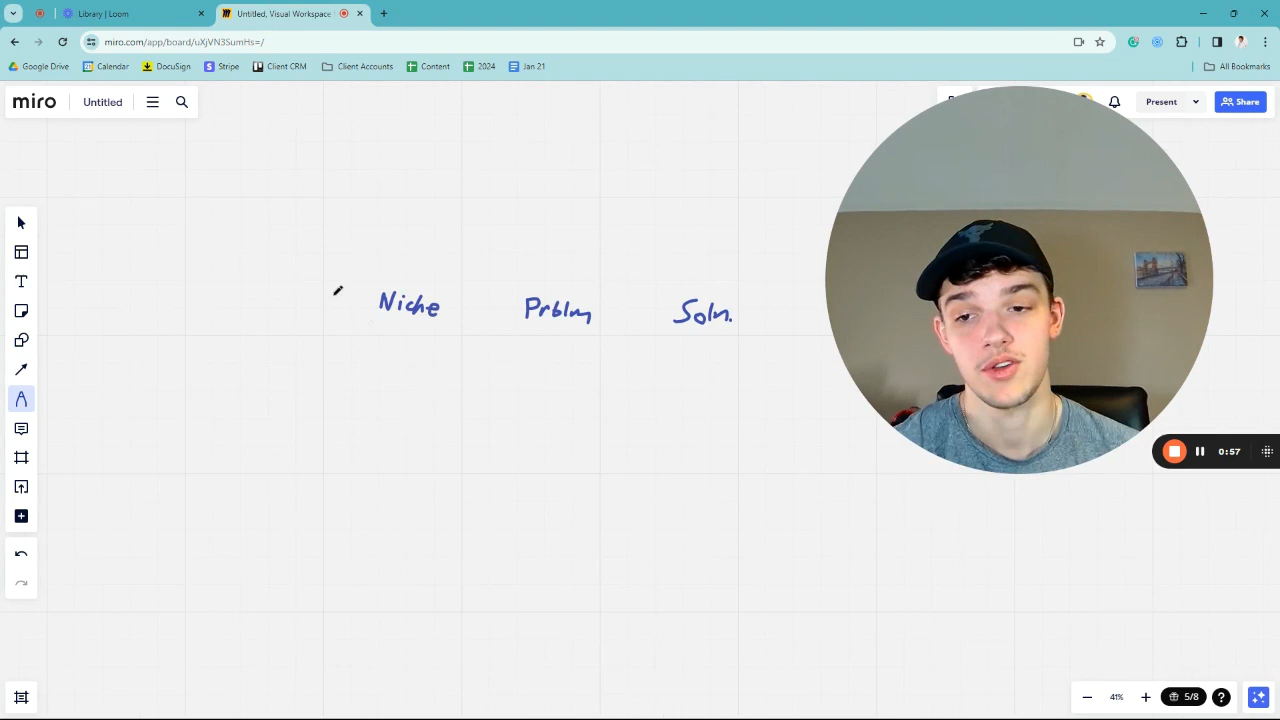 Library | Loom
Untitled, Visual Workspace
miro.com/app/board/uXjVN3SumHs=/
Google Drive Calendar DocuSign Stripe Client CRM Client Accounts Content 2024 Jan 21 All Bookmarks
miro Untitled Present Share
Niche Prblm Soln.
0:57
41% 5/8 ?